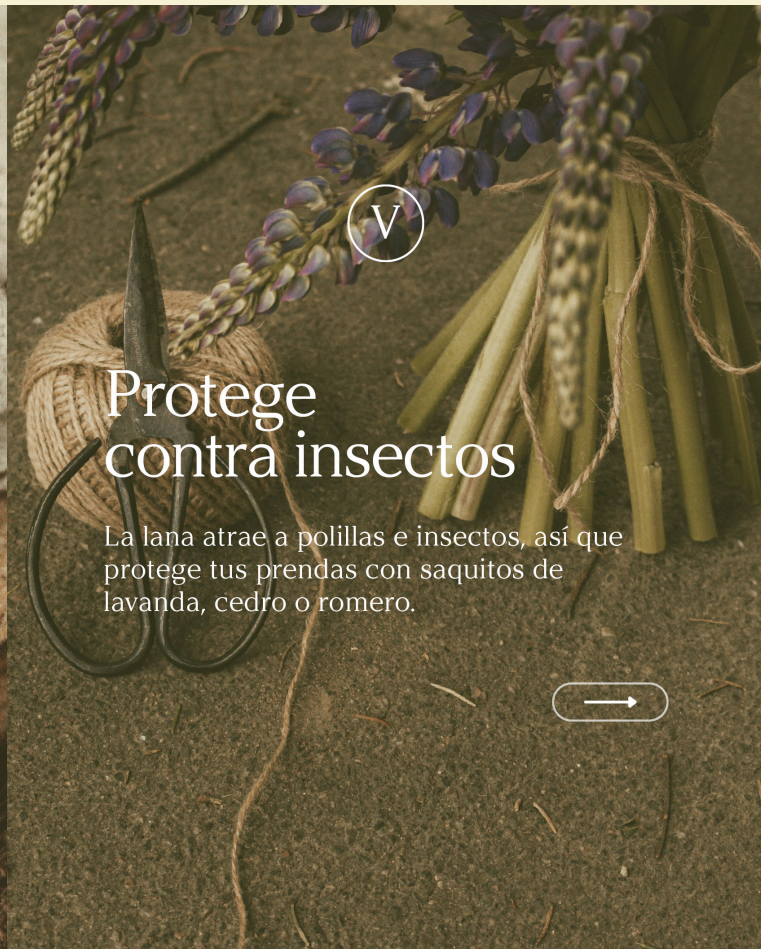 V
Protege
contra insectos
La lana atrae a polillas e insectos, así que
protege tus prendas con saquitos de
lavanda, cedro o romero.